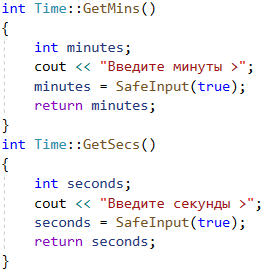 int Time::GetMins()
{
    int minutes;
    cout << "Введите минуты >";
    minutes = SafeInput(true);
    return minutes;
}
int Time::GetSecs()
{
    int seconds;
    cout << "Введите секунды >";
    seconds = SafeInput(true);
    return seconds;
}